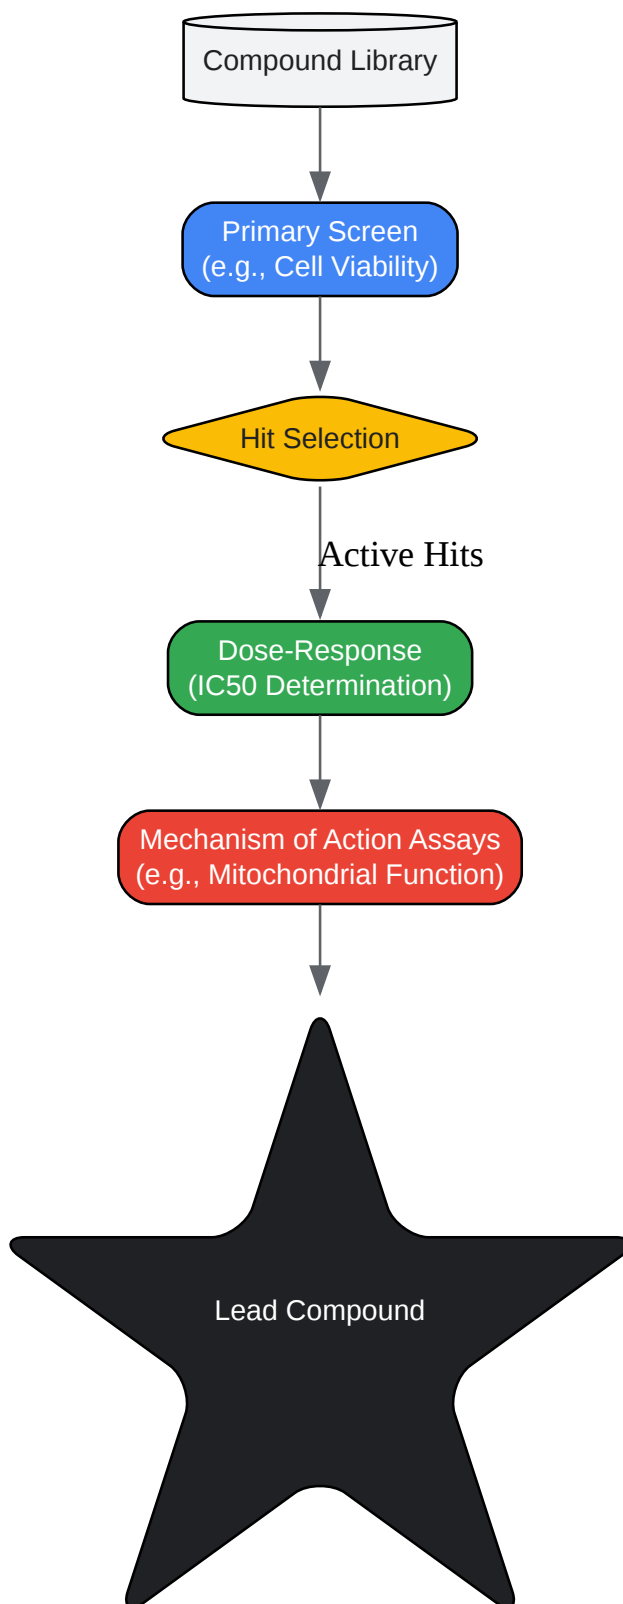 Compound Library
Primary Screen
(e.g., Cell Viability)
Hit Selection
Active Hits
Dose-Response
(IC50 Determination)
Mechanism of Action Assays
(e.g., Mitochondrial Function)
Lead Compound